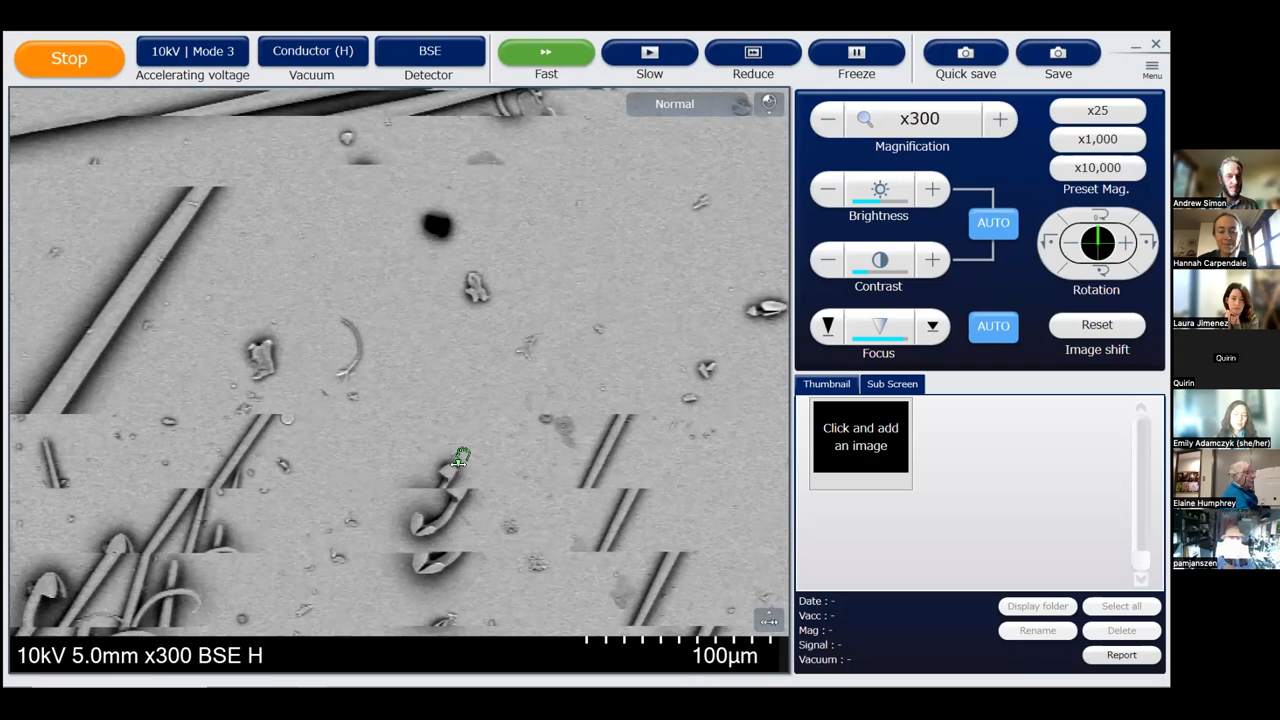 Stop
10kV | Mode 3
Accelerating voltage
Conductor (H)
Vacuum
BSE
Detector
Fast
Slow
Reduce
Freeze
Quick save
Save
Menu
Normal
x300
Magnification
x25
x1,000
x10,000
Preset Mag.
Brightness
AUTO
Contrast
Rotation
AUTO
Focus
Reset
Image shift
Thumbnail
Sub Screen
Click and add
an image
Date : -
Vacc : -
Mag : -
Signal : -
Vacuum : -
Display folder
Select all
Rename
Delete
Report
10kV 5.0mm x300 BSE H
100µm
Andrew Simon
Hannah Carpendale
Laura Jimenez
Quirin
Quirin
Emily Adamczyk (she/her)
Elaine Humphrey
pamjanszen